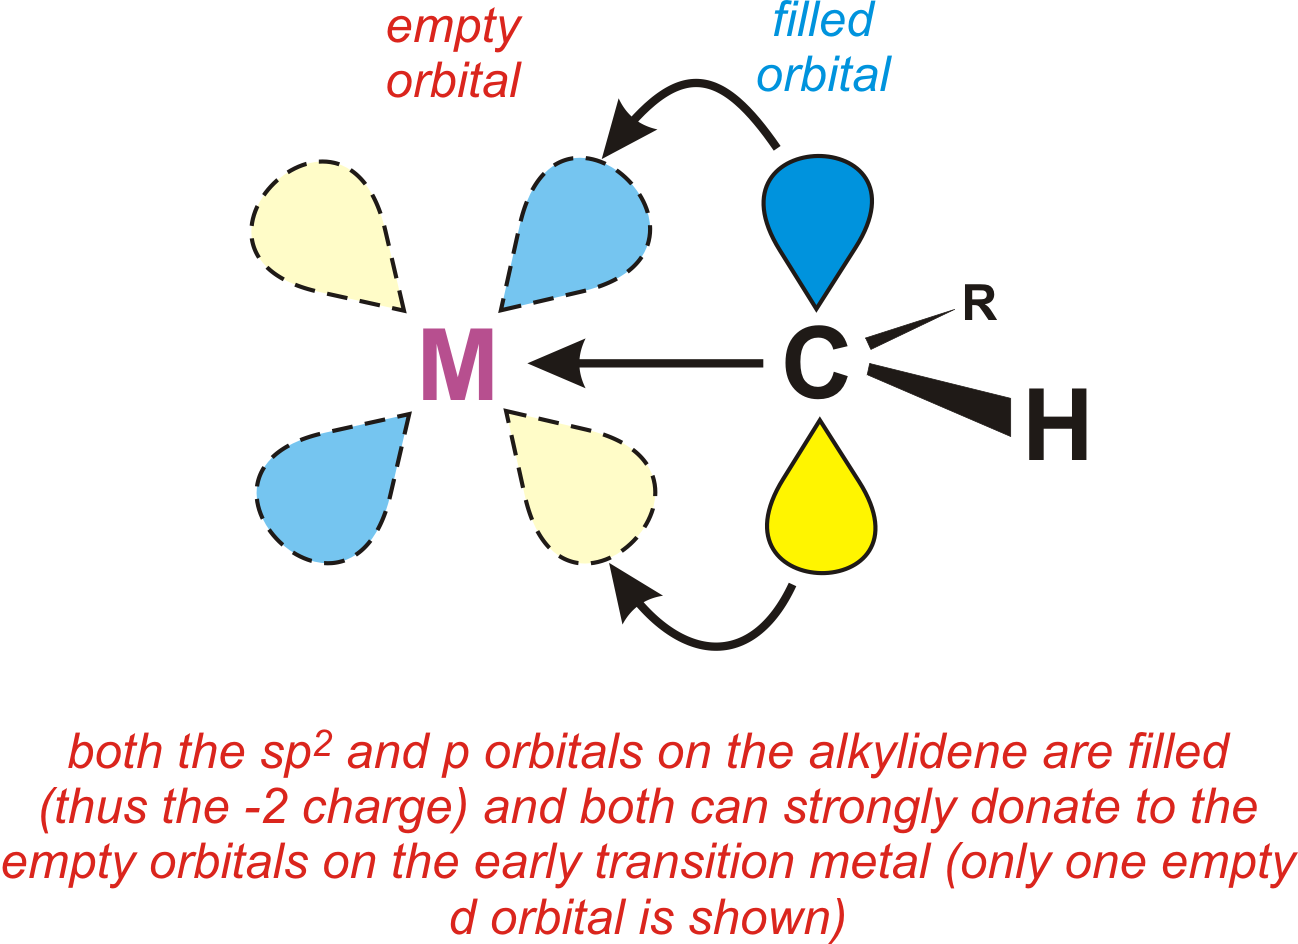 empty
orbital
filled
orbital
R
M
C
H
both the sp² and p orbitals on the alkylidene are filled
(thus the -2 charge) and both can strongly donate to the
empty orbitals on the early transition metal (only one empty
d orbital is shown)